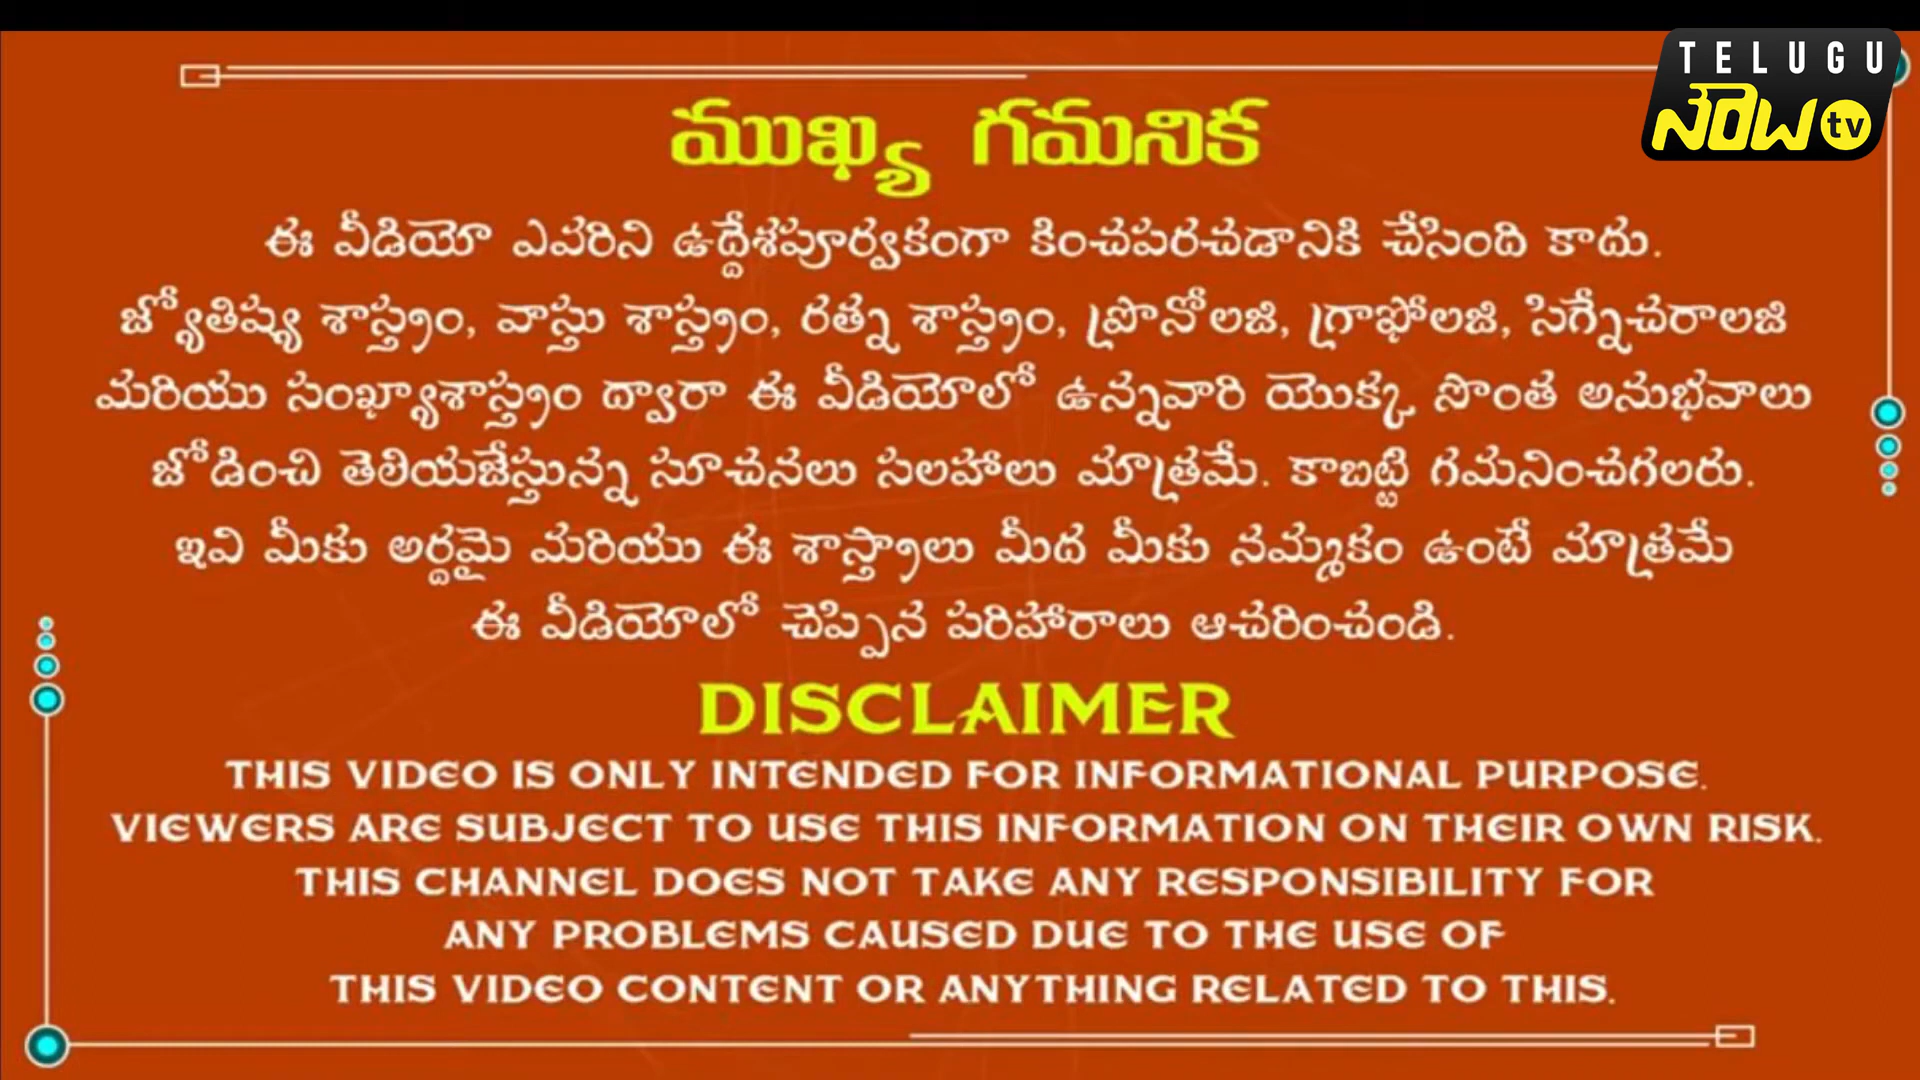 TELUGU
NOW tv
ముఖ్య గమనిక
ఈ వీడియో ఎవరిని ఉద్దేశపూర్వకంగా కించపరచడానికి చేసింది కాదు.
జ్యోతిష్య శాస్త్రం, వాస్తు శాస్త్రం, రత్న శాస్త్రం, ప్రొనోలజి, గ్రాఫోలజి, సిగ్నేచరాలజి
మరియు సంఖ్యాశాస్త్రం ద్వారా ఈ వీడియోలో ఉన్నవారి యొక్క సొంత అనుభవాలు
జోడించి తెలియజేస్తున్న సూచనలు సలహాలు మాత్రమే. కాబట్టి గమనించగలరు.
ఇవి మీకు అర్దమై మరియు ఈ శాస్త్రాలు మీద మీకు నమ్మకం ఉంటే మాత్రమే
ఈ వీడియోలో చెప్పిన పరిహారాలు ఆచరించండి.
DISCLAIMER
THIS VIDEO IS ONLY INTENDED FOR INFORMATIONAL PURPOSE.
VIEWERS ARE SUBJECT TO USE THIS INFORMATION ON THEIR OWN RISK.
THIS CHANNEL DOES NOT TAKE ANY RESPONSIBILITY FOR
ANY PROBLEMS CAUSED DUE TO THE USE OF
THIS VIDEO CONTENT OR ANYTHING RELATED TO THIS.